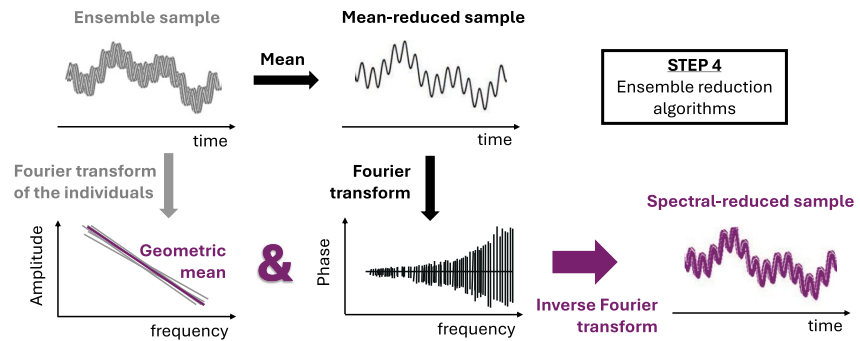 Ensemble sample
Mean-reduced sample
Mean
STEP 4
Ensemble reduction
algorithms
time
time
Fourier transform
of the individuals
Fourier
transform
Spectral-reduced sample
Amplitude
Geometric
mean
&
Phase
frequency
frequency
Inverse Fourier
transform
time